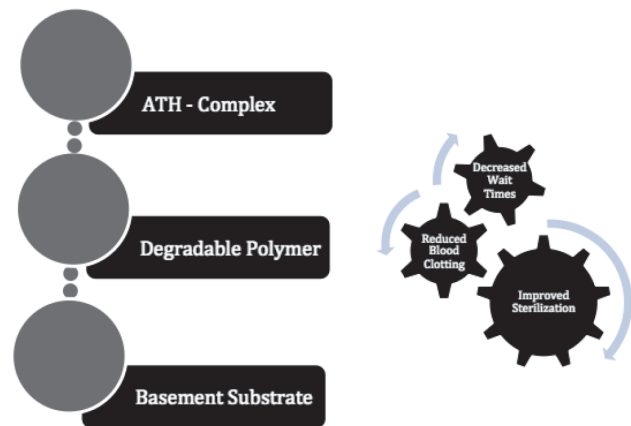 ATH - Complex
Degradable Polymer
Basement Substrate
Decreased
Wait
Times
Reduced
Blood
Clotting
Improved
Sterilization